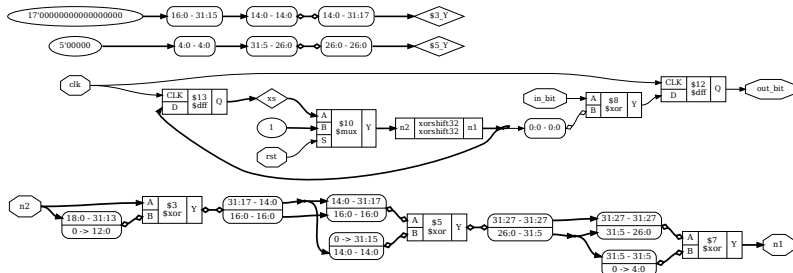 17'00000000000000000 16:0 - 31:15 14:0 - 14:0 14:0 - 31:17 $3_Y
5'00000 4:0 - 4:0 31:5 - 26:0 26:0 - 26:0 $5_Y
clk
CLK
D
$13
$dff
Q
xs
1
rst
A
B
S
$10
$mux
Y
n2
xorshift32
xorshift32
n1
0:0 - 0:0
in_bit
A
B
$8
$xor
Y
CLK
D
$12
$dff
Q
out_bit
n2
18:0 - 31:13
0 -> 12:0
A
B
$3
$xor
Y
31:17 - 14:0
16:0 - 16:0
14:0 - 31:17
16:0 - 16:0
0 -> 31:15
14:0 - 14:0
A
B
$5
$xor
Y
31:27 - 31:27
26:0 - 31:5
31:27 - 31:27
31:5 - 26:0
31:5 - 31:5
0 -> 4:0
A
B
$7
$xor
Y
n1